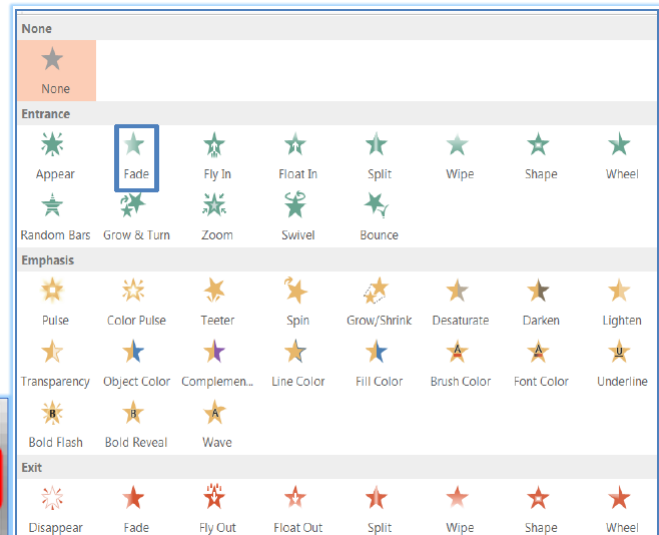 None
None
Entrance
Appear Fade Fly In Float In Split Wipe Shape Wheel
Random Bars Grow & Turn Zoom Swivel Bounce
Emphasis
Pulse Color Pulse Teeter Spin Grow/Shrink Desaturate Darken Lighten
Transparency Object Color Complemen... Line Color Fill Color Brush Color Font Color Underline
Bold Flash Bold Reveal Wave
Exit
Disappear Fade Fly Out Float Out Split Wipe Shape Wheel